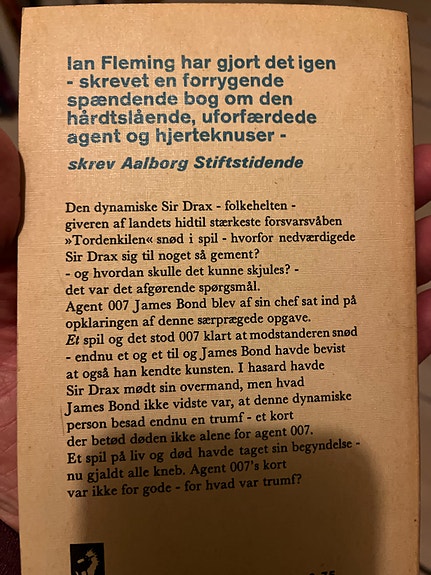 Ian Fleming har gjort det igen
- skrevet en forrygende
spændende bog om den
hårdtslående, uforfærdede
agent og hjerteknuser -
skrev Aalborg Stiftstidende
Den dynamiske Sir Drax - folkehelten -
giveren af landets hidtil stærkeste forsvarsvåben
»Tordenkilen« snød i spil - hvorfor nedværdigede
Sir Drax sig til noget så gement?
- og hvordan skulle det kunne skjules? -
det var det afgørende spørgsmål.
Agent 007 James Bond blev af sin chef sat ind på
opklaringen af denne særprægede opgave.
Et spil og det stod 007 klart at modstanderen snød
- endnu et og et til og James Bond havde bevist
at også han kendte kunsten. I hasard havde
Sir Drax mødt sin overmand, men hvad
James Bond ikke vidste var, at denne dynamiske
person besad endnu en trumf - et kort
der betød døden ikke alene for agent 007.
Et spil på liv og død havde taget sin begyndelse -
nu gjaldt alle kneb. Agent 007's kort
var ikke for gode - for hvad var trumf?